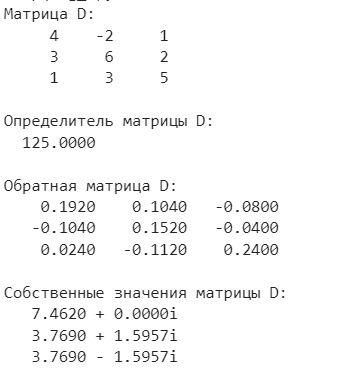 Матрица D:
4 -2 1
3 6 2
1 3 5
Определитель матрицы D:
125.0000
Обратная матрица D:
0.1920 0.1040 -0.0800
-0.1040 0.1520 -0.0400
0.0240 -0.1120 0.2400
Собственные значения матрицы D:
7.4620 + 0.0000i
3.7690 + 1.5957i
3.7690 - 1.5957i